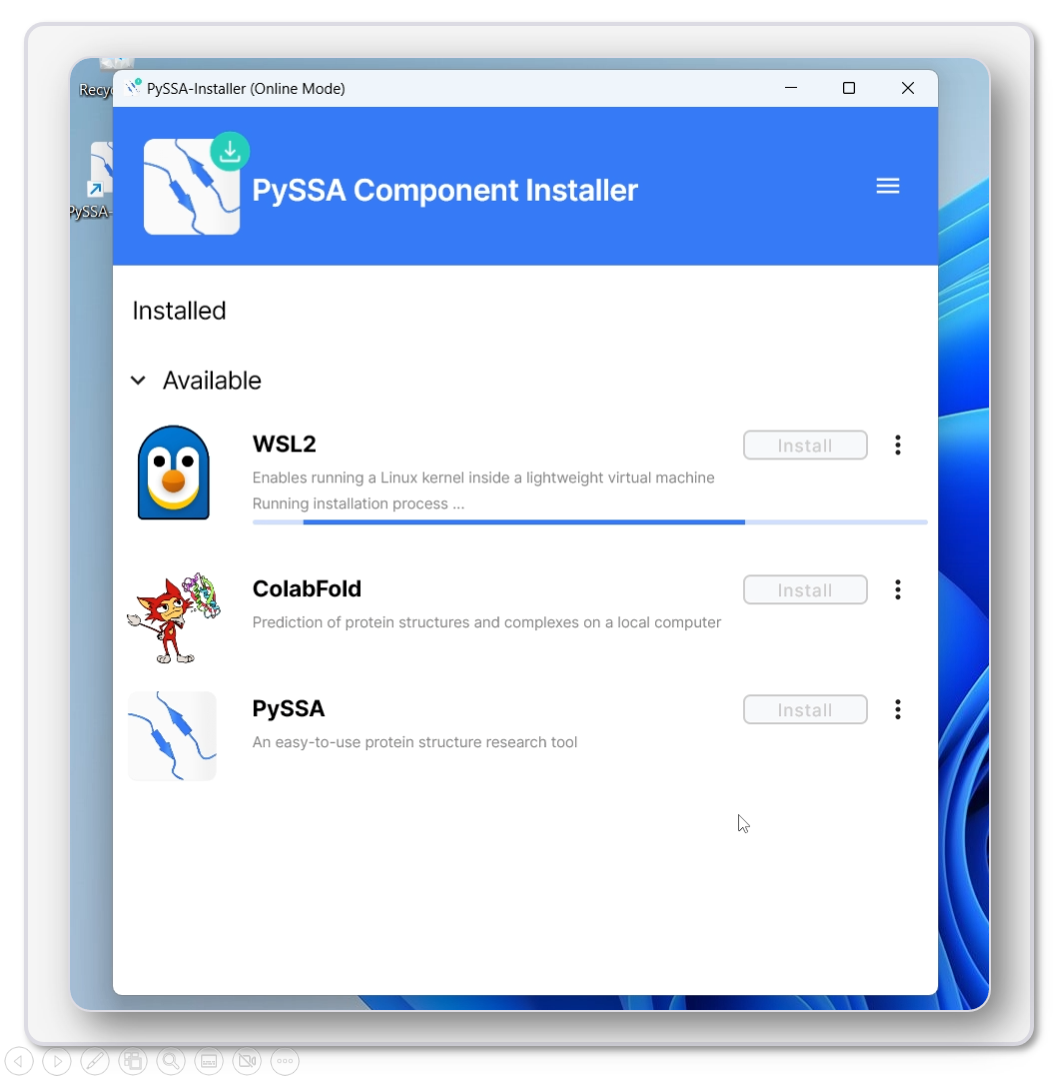 Recy
PySSA-Installer (Online Mode)
PySSA-
PySSA Component Installer
Installed
Available
WSL2
Install
Enables running a Linux kernel inside a lightweight virtual machine
Running installation process ...
ColabFold
Install
Prediction of protein structures and complexes on a local computer
PySSA
Install
An easy-to-use protein structure research tool